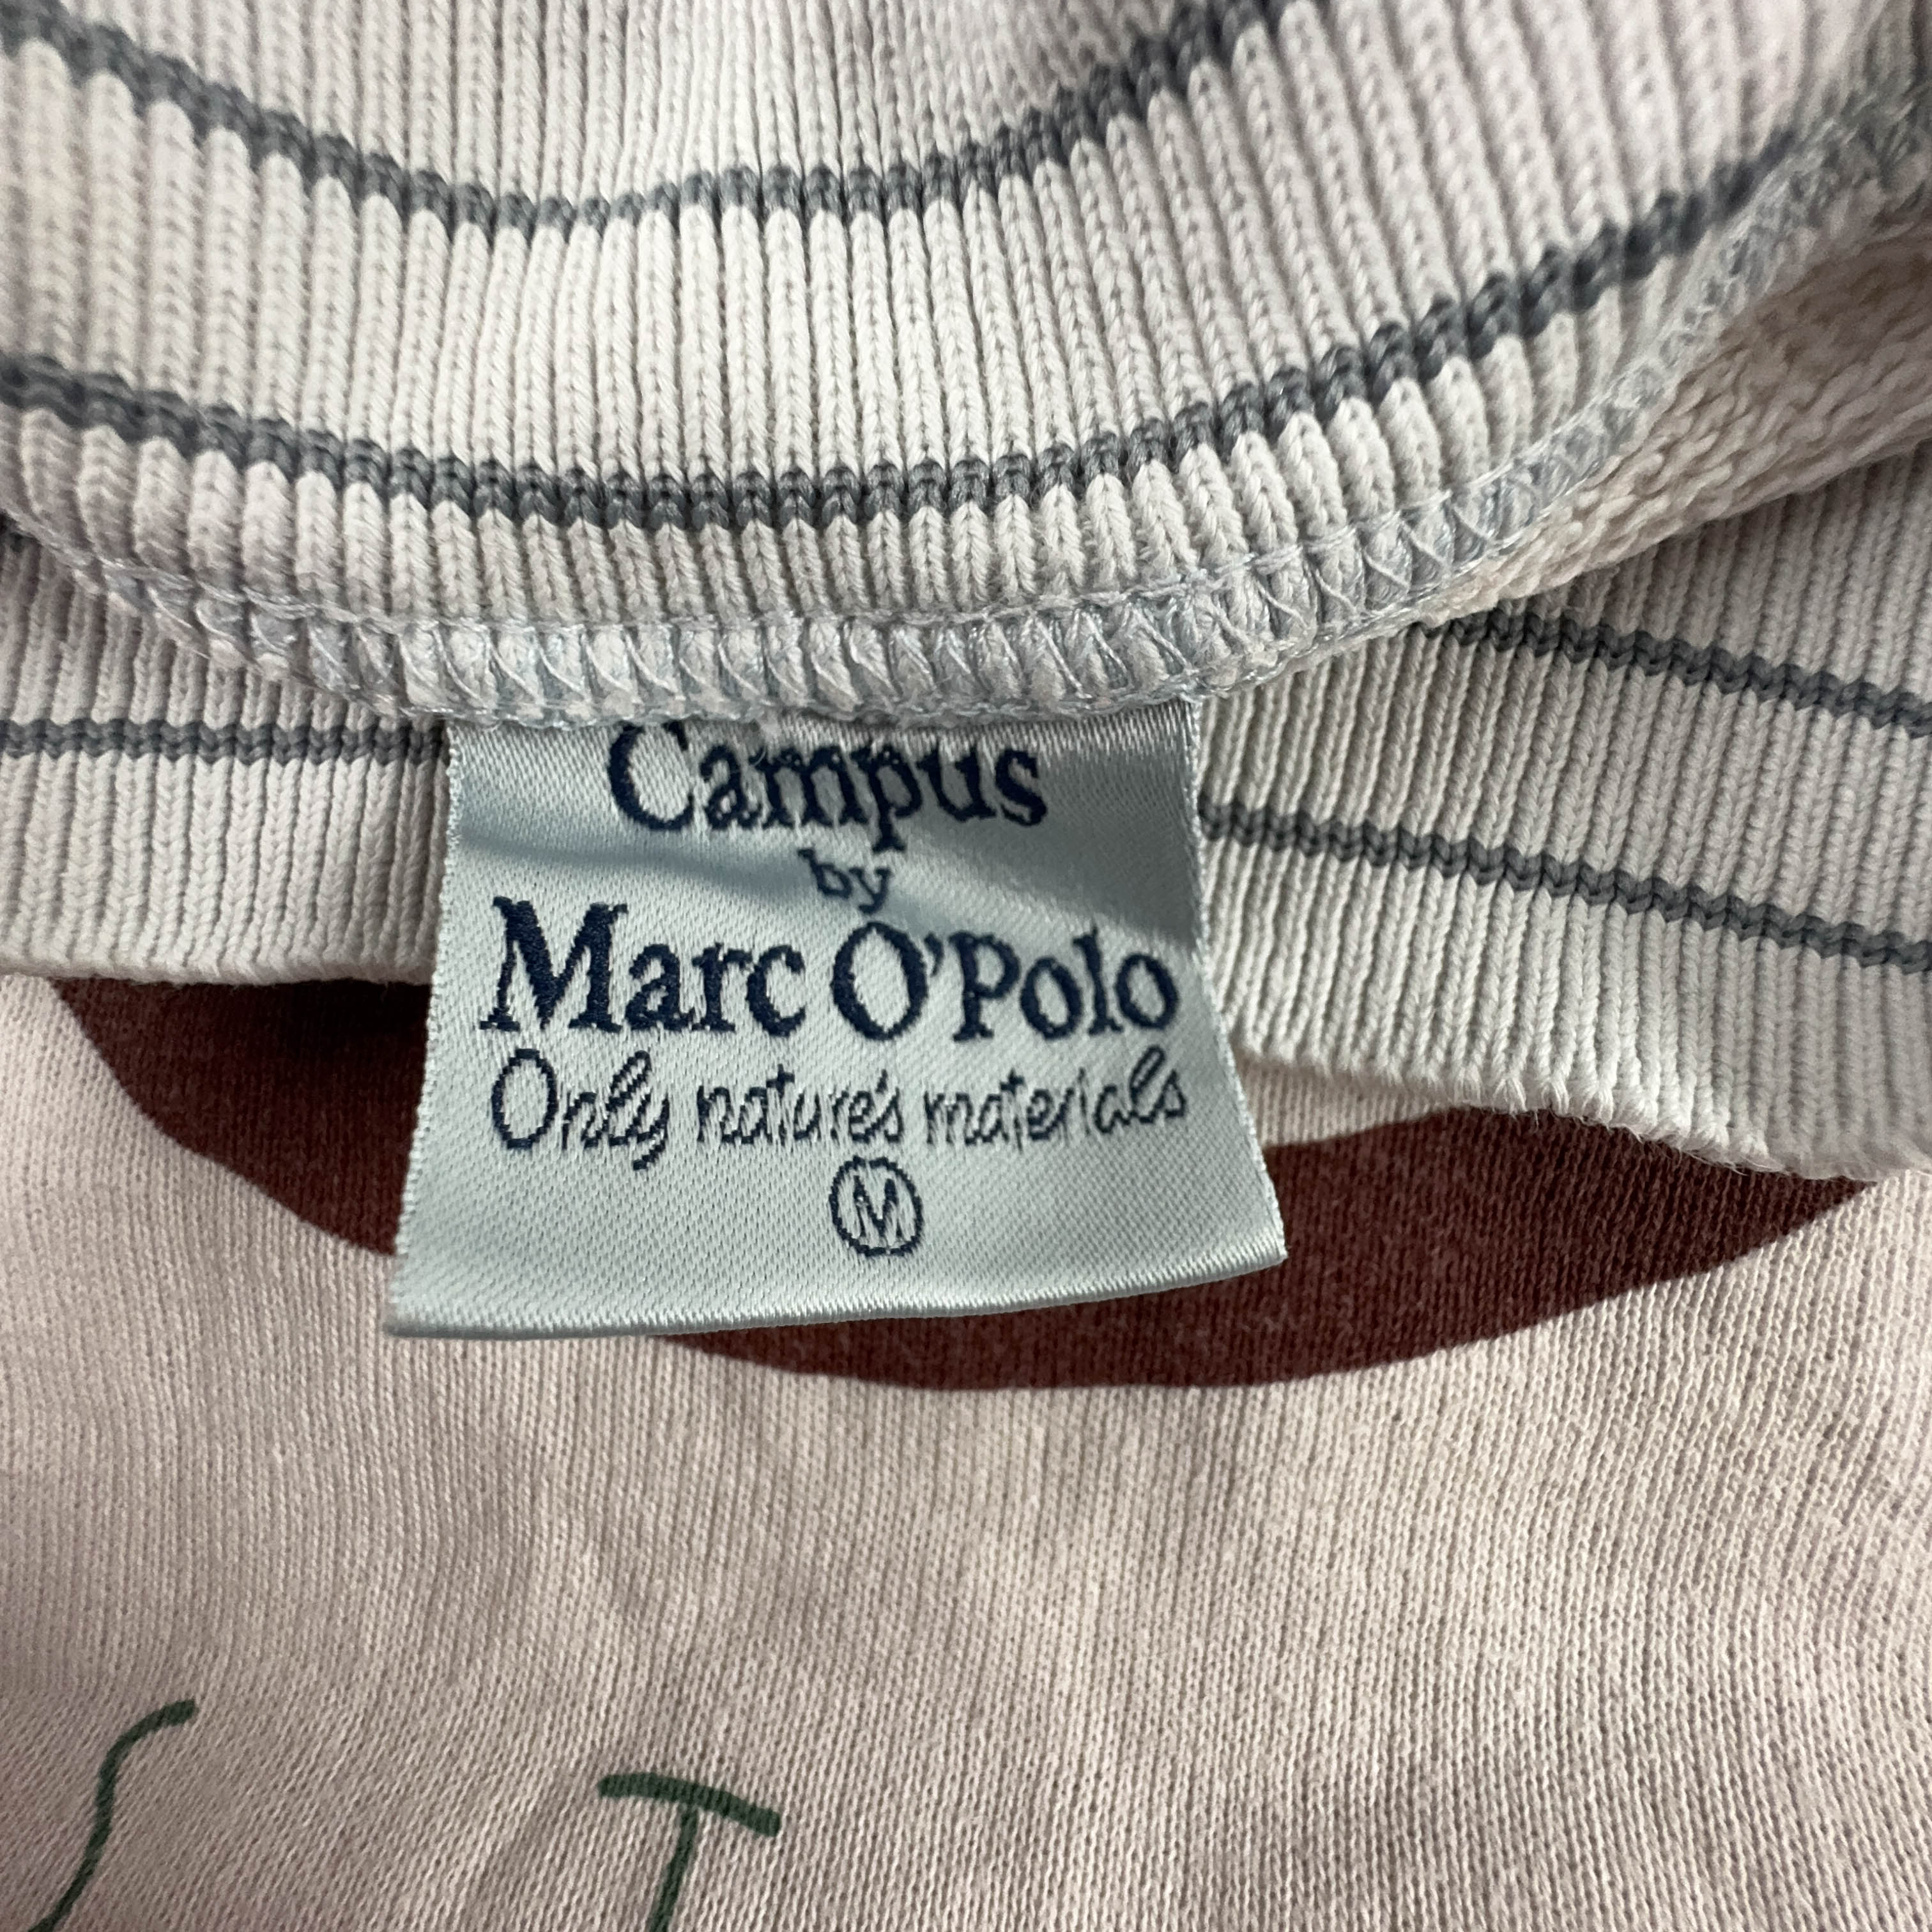 Campus
by
Marc O'Polo
Only nature's materials
M
S T